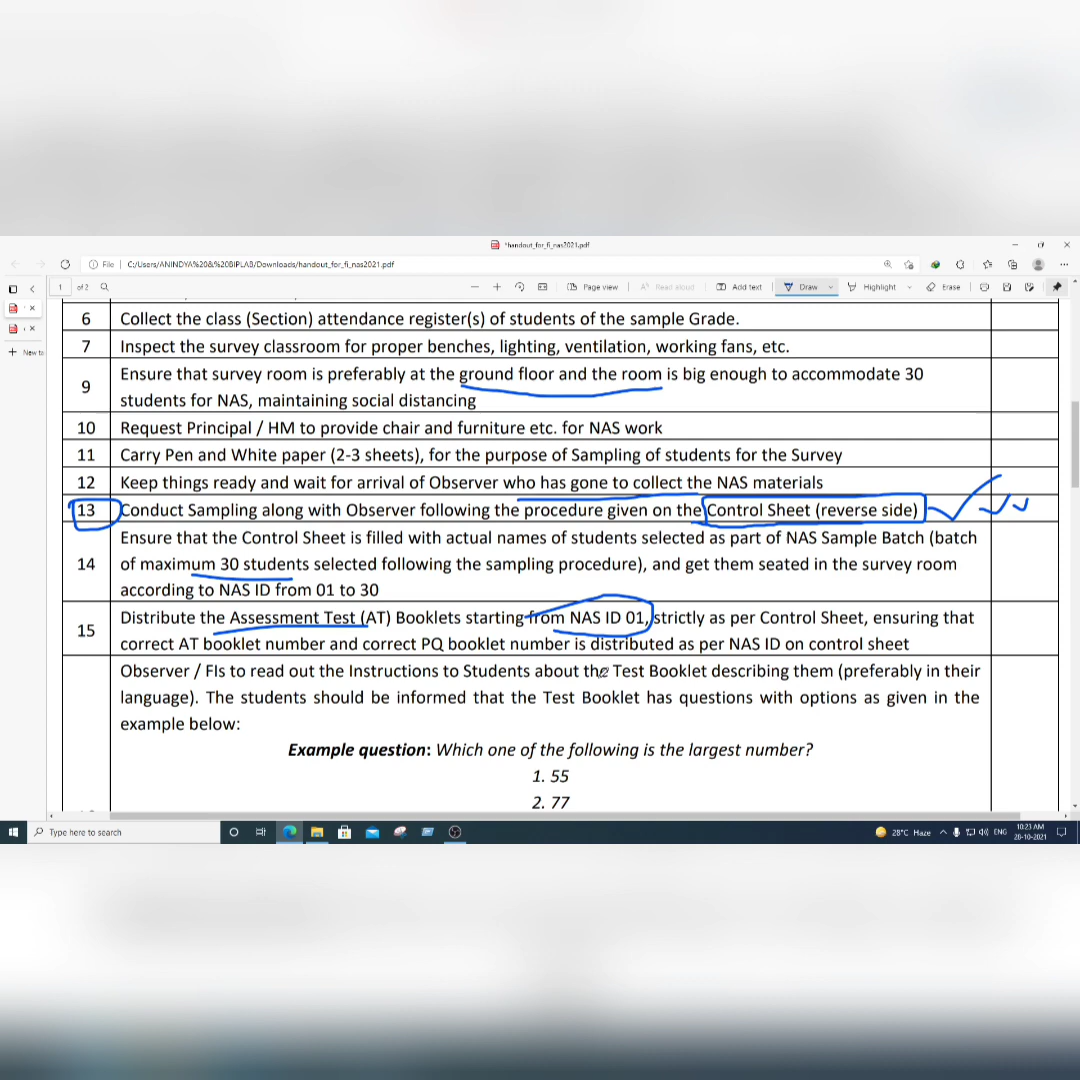 *handout_for_fi_nas2021.pdf
File | C:/Users/ANINDYA%20&%20BIPLAB/Downloads/handout_for_fi_nas2021.pdf
1 of 2 Page view Read aloud Add text Draw Highlight Erase
New to
6 Collect the class (Section) attendance register(s) of students of the sample Grade.
7 Inspect the survey classroom for proper benches, lighting, ventilation, working fans, etc.
9 Ensure that survey room is preferably at the ground floor and the room is big enough to accommodate 30
students for NAS, maintaining social distancing
10 Request Principal / HM to provide chair and furniture etc. for NAS work
11 Carry Pen and White paper (2-3 sheets), for the purpose of Sampling of students for the Survey
12 Keep things ready and wait for arrival of Observer who has gone to collect the NAS materials
13 Conduct Sampling along with Observer following the procedure given on the Control Sheet (reverse side)
Ensure that the Control Sheet is filled with actual names of students selected as part of NAS Sample Batch (batch
14 of maximum 30 students selected following the sampling procedure), and get them seated in the survey room
according to NAS ID from 01 to 30
15 Distribute the Assessment Test (AT) Booklets starting from NAS ID 01, strictly as per Control Sheet, ensuring that
correct AT booklet number and correct PQ booklet number is distributed as per NAS ID on control sheet
Observer / FIs to read out the Instructions to Students about the Test Booklet describing them (preferably in their
language). The students should be informed that the Test Booklet has questions with options as given in the
example below:
Example question: Which one of the following is the largest number?
1. 55
2. 77
Type here to search 28°C Haze ENG 10:23 AM
20-10-2021